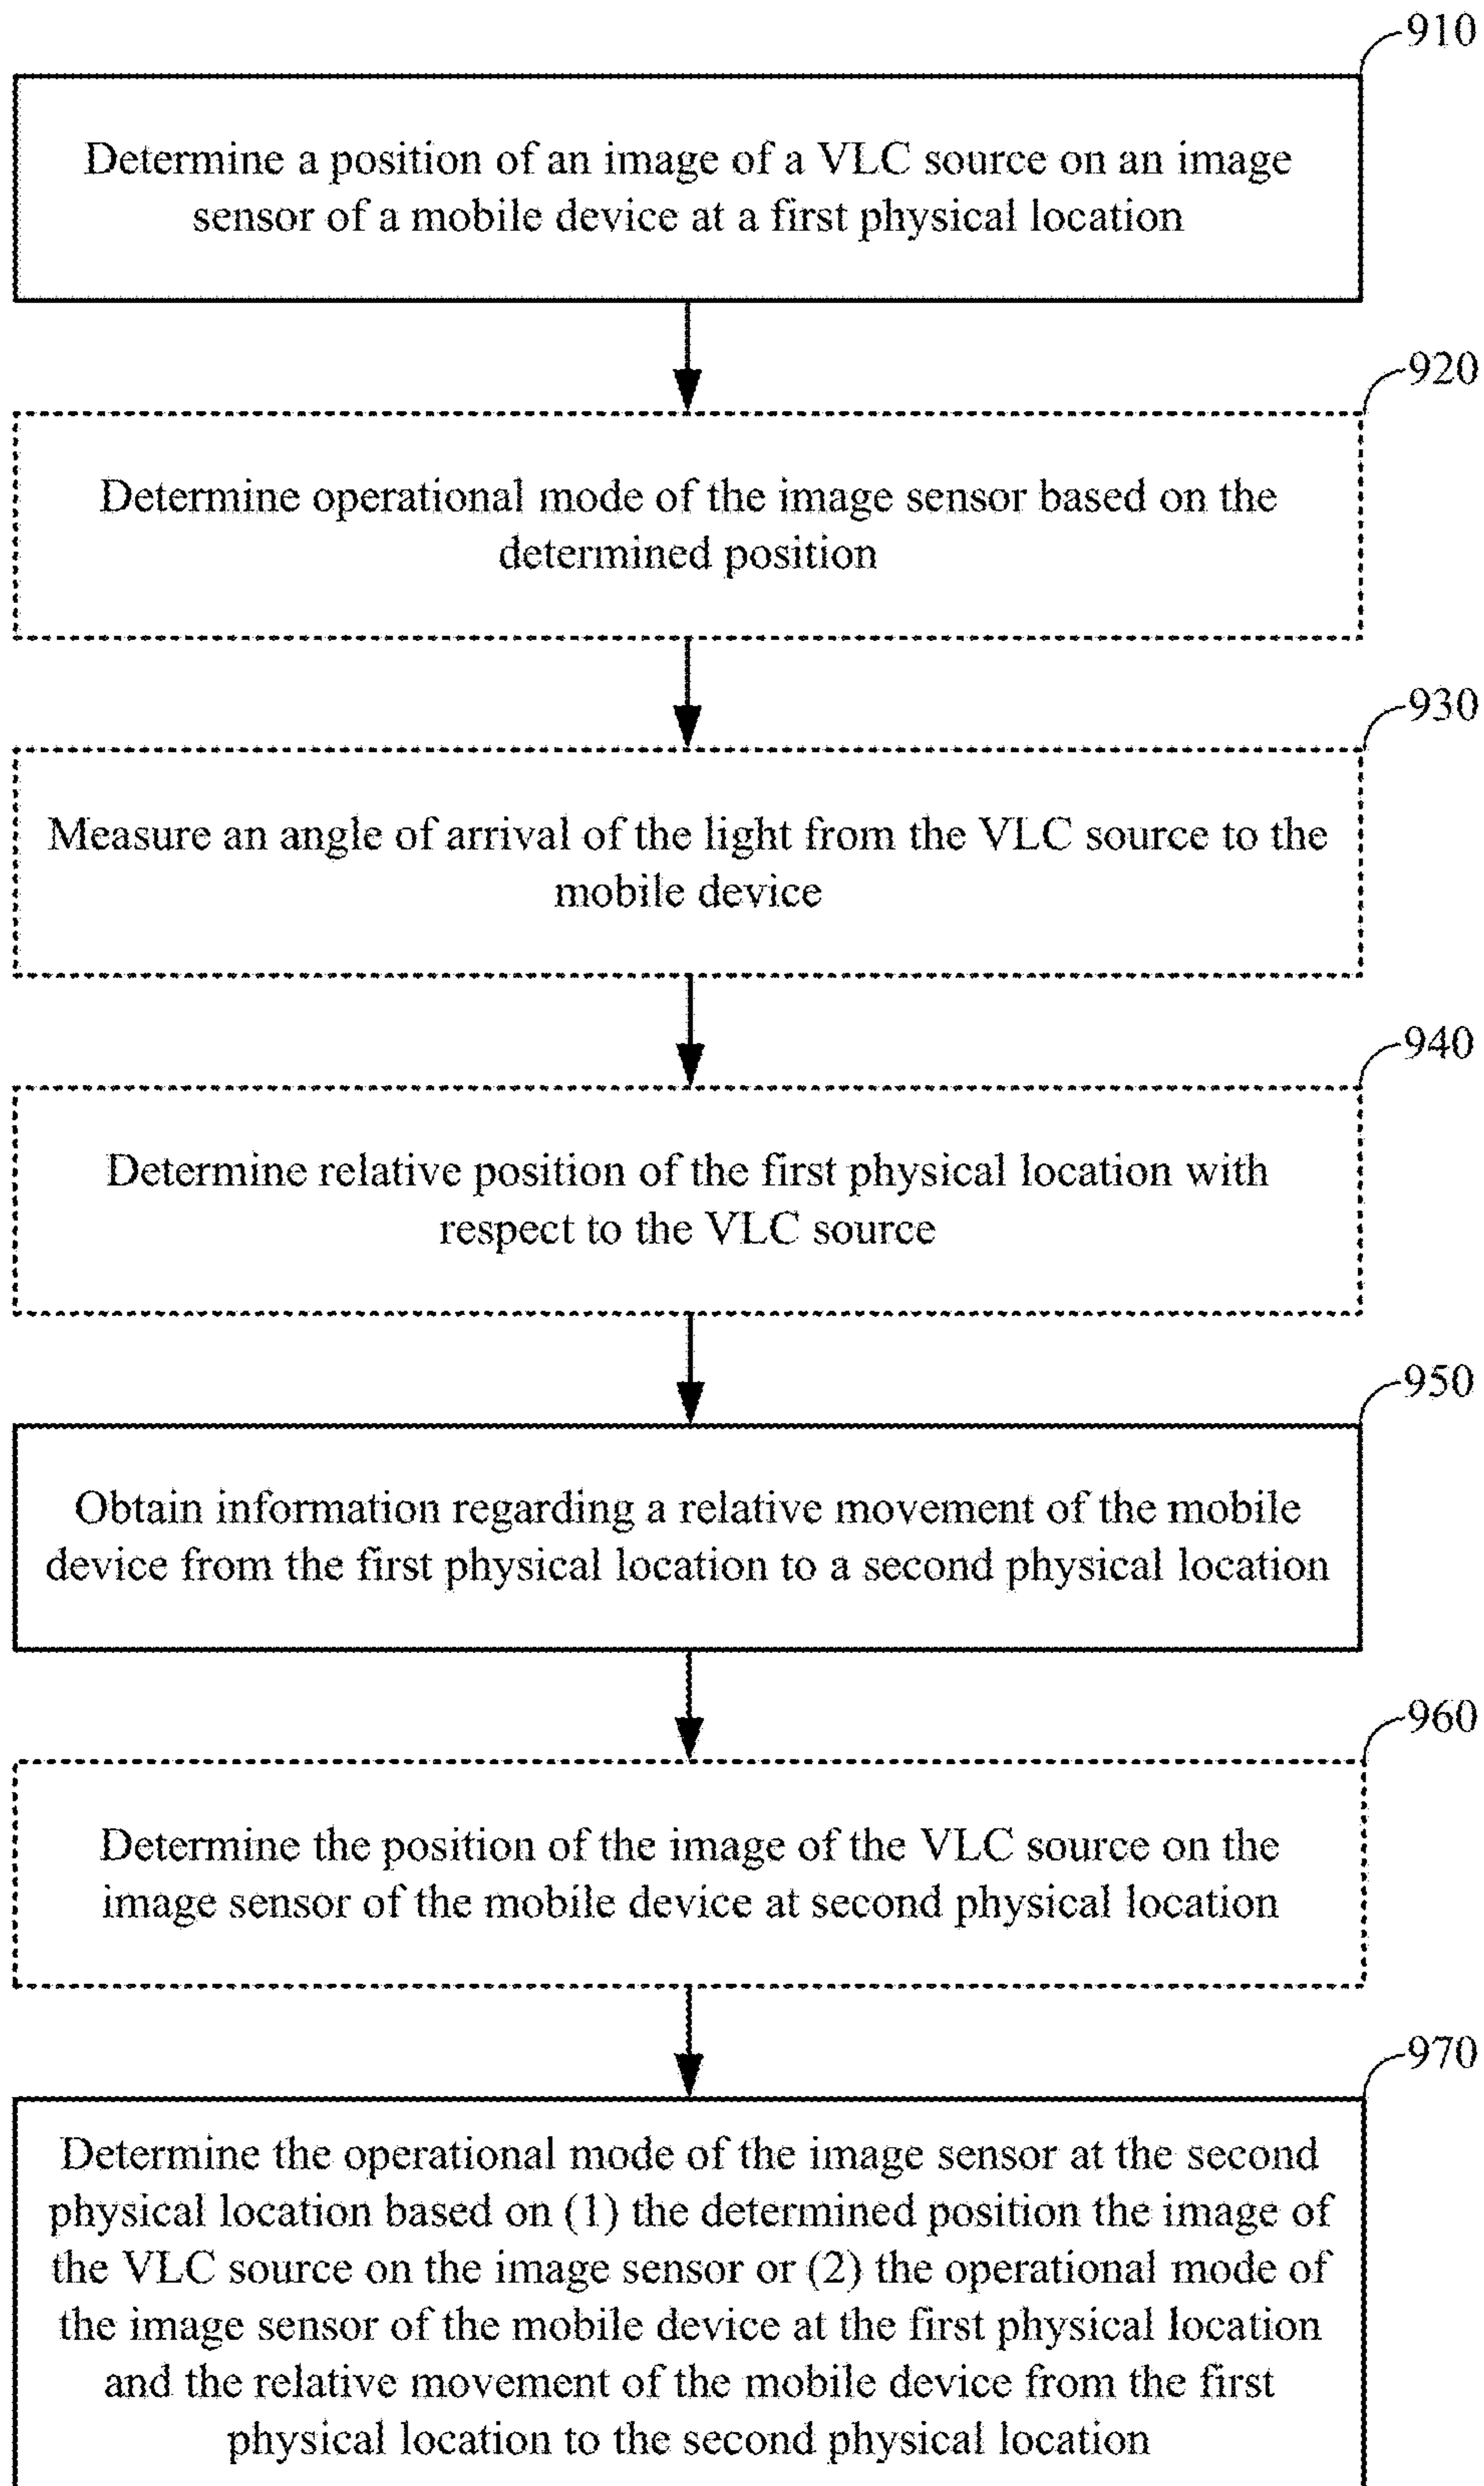 910
Determine a position of an image of a VLC source on an image
sensor of a mobile device at a first physical location
920
Determine operational mode of the image sensor based on the
determined position
930
Measure an angle of arrival of the light from the VLC source to the
mobile device
940
Determine relative position of the first physical location with
respect to the VLC source
950
Obtain information regarding a relative movement of the mobile
device from the first physical location to a second physical location
960
Determine the position of the image of the VLC source on the
image sensor of the mobile device at second physical location
970
Determine the operational mode of the image sensor at the second
physical location based on (1) the determined position the image of
the VLC source on the image sensor or (2) the operational mode of
the image sensor of the mobile device at the first physical location
and the relative movement of the mobile device from the first
physical location to the second physical location